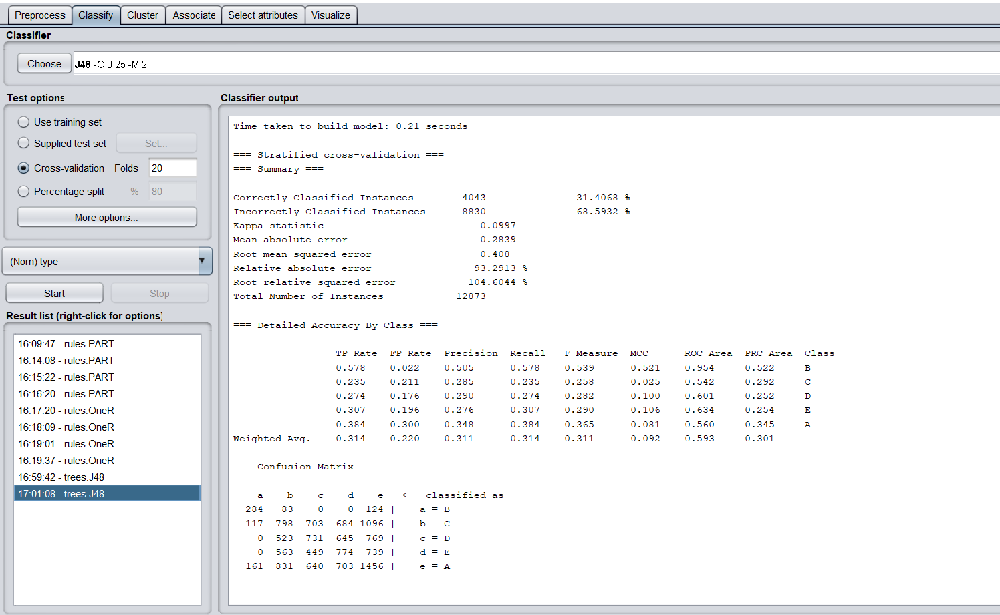 Preprocess Classify Cluster Associate Select attributes Visualize
Classifier
Choose J48 -C 0.25 -M 2
Test options
Use training set
Supplied test set Set...
Cross-validation Folds 20
Percentage split % 80
More options...
(Nom) type
Start Stop
Result list (right-click for options)
16:09:47 - rules.PART
16:14:08 - rules.PART
16:15:22 - rules.PART
16:16:20 - rules.PART
16:17:20 - rules.OneR
16:18:09 - rules.OneR
16:19:01 - rules.OneR
16:19:37 - rules.OneR
16:59:42 - trees.J48
17:01:08 - trees.J48
Classifier output
Time taken to build model: 0.21 seconds
=== Stratified cross-validation ===
=== Summary ===
Correctly Classified Instances 4043 31.4068 %
Incorrectly Classified Instances 8830 68.5932 %
Kappa statistic 0.0997
Mean absolute error 0.2839
Root mean squared error 0.408
Relative absolute error 93.2913 %
Root relative squared error 104.6044 %
Total Number of Instances 12873
=== Detailed Accuracy By Class ===
TP Rate FP Rate Precision Recall F-Measure MCC ROC Area PRC Area Class
0.578 0.022 0.505 0.578 0.539 0.521 0.954 0.522 B
0.235 0.211 0.285 0.235 0.258 0.025 0.542 0.292 C
0.274 0.176 0.290 0.274 0.282 0.100 0.601 0.252 D
0.307 0.196 0.276 0.307 0.290 0.106 0.634 0.254 E
0.384 0.300 0.348 0.384 0.365 0.081 0.560 0.345 A
Weighted Avg. 0.314 0.220 0.311 0.314 0.311 0.092 0.593 0.301
=== Confusion Matrix ===
a b c d e <-- classified as
284 83 0 0 124 | a = B
117 798 703 684 1096 | b = C
0 523 731 645 769 | c = D
0 563 449 774 739 | d = E
161 831 640 703 1456 | e = A